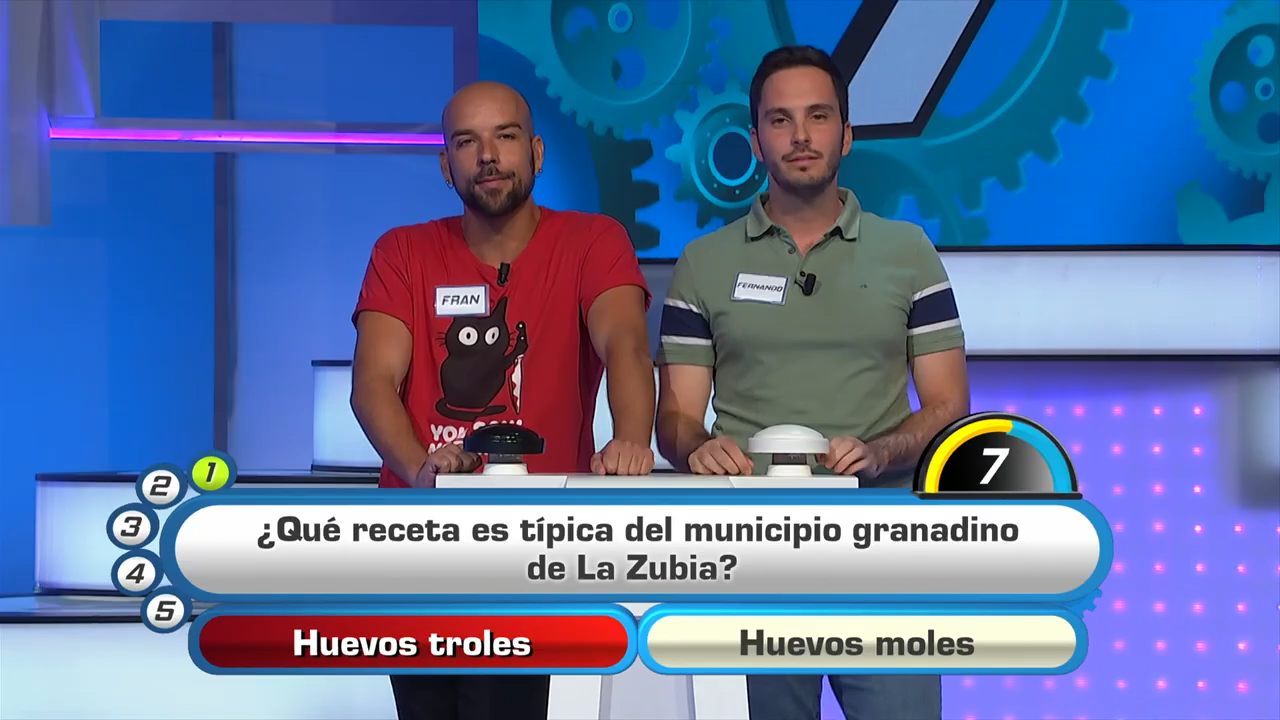 FRAN
FERNANDO
7
1
2
3
4
5
¿Qué receta es típica del municipio granadino
de La Zubia?
Huevos troles
Huevos moles